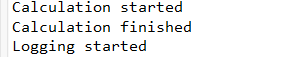 Calculation started
Calculation finished
Logging started